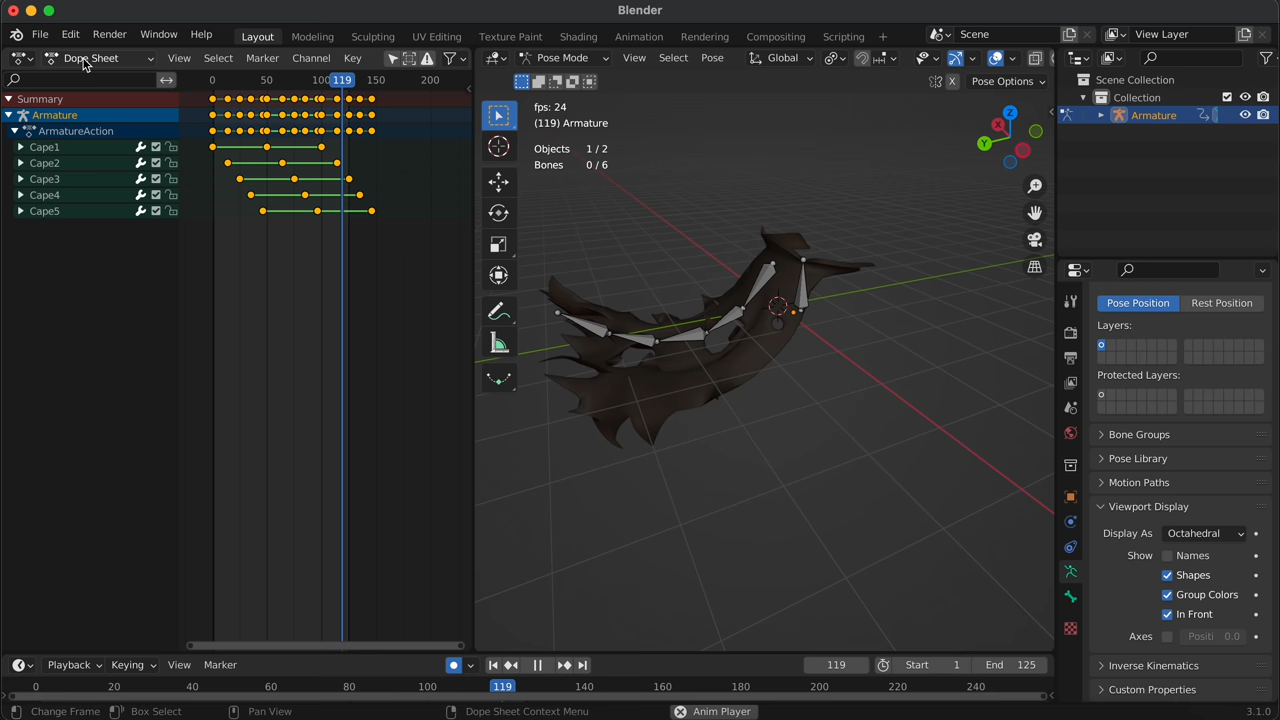 Blender
File Edit Render Window Help Layout Modeling Sculpting UV Editing Texture Paint Shading Animation Rendering Compositing Scripting + Scene View Layer
Dope Sheet View Select Marker Channel Key Pose Mode View Select Pose Global
0 50 100 119 150 200 X Pose Options
Summary
Armature
ArmatureAction
Cape1
Cape2
Cape3
Cape4
Cape5
fps: 24
(119) Armature
Objects 1 / 2
Bones 0 / 6
Z
X
Y
Scene Collection
Collection
Armature
Pose Position Rest Position
Layers:
Protected Layers:
Bone Groups
Pose Library
Motion Paths
Viewport Display
Display As Octahedral
Show Names
Shapes
Group Colors
In Front
Axes Positi 0.0
Inverse Kinematics
Custom Properties
Playback Keying View Marker 119 Start 1 End 125
0 20 40 60 80 100 119 140 160 180 200 220 240
Change Frame Box Select Pan View Dope Sheet Context Menu Anim Player 3.1.0